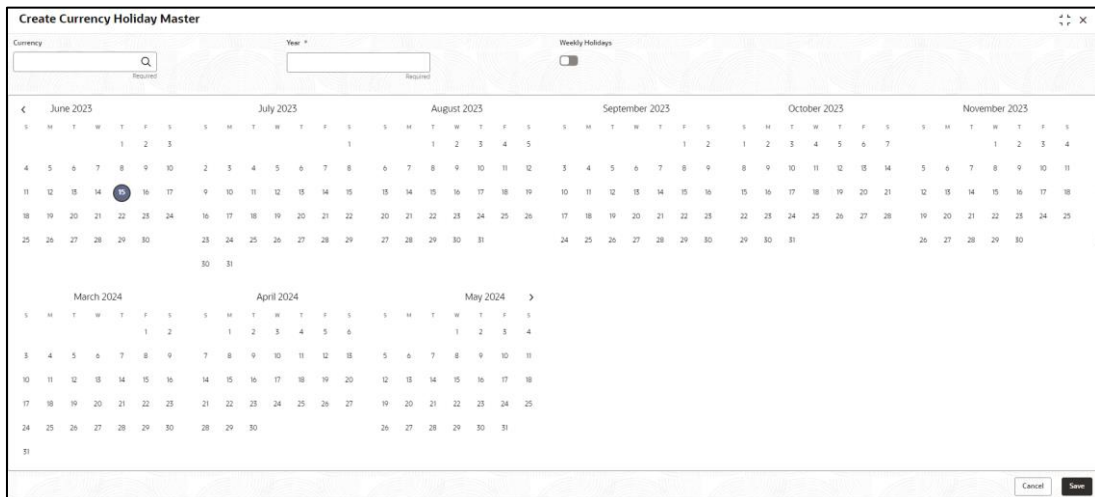 Create Currency Holiday Master
Currency Year * Weekly Holidays
Required Required
June 2023 July 2023 August 2023 September 2023 October 2023 November 2023
S M T W T F S S M T W T F S S M T W T F S S M T W T F S S M T W T F S S M T W T F S
1 2 3 1 1 2 3 4 5 1 2 1 2 3 4 5 6 7 1 2 3 4
4 5 6 7 8 9 10 2 3 4 5 6 7 8 6 7 8 9 10 11 12 3 4 5 6 7 8 9 8 9 10 11 12 13 14 5 6 7 8 9 10 11
11 12 13 14 15 16 17 9 10 11 12 13 14 15 13 14 15 16 17 18 19 10 11 12 13 14 15 16 15 16 17 18 19 20 21 12 13 14 15 16 17 18
18 19 20 21 22 23 24 16 17 18 19 20 21 22 20 21 22 23 24 25 26 17 18 19 20 21 22 23 22 23 24 25 26 27 28 19 20 21 22 23 24 25
25 26 27 28 29 30 23 24 25 26 27 28 29 27 28 29 30 31 24 25 26 27 28 29 30 29 30 31 26 27 28 29 30
30 31
March 2024 April 2024 May 2024
S M T W T F S S M T W T F S S M T W T F S
1 2 1 2 3 4 5 6 1 2 3 4
3 4 5 6 7 8 9 7 8 9 10 11 12 13 5 6 7 8 9 10 11
10 11 12 13 14 15 16 14 15 16 17 18 19 20 12 13 14 15 16 17 18
17 18 19 20 21 22 23 21 22 23 24 25 26 27 19 20 21 22 23 24 25
24 25 26 27 28 29 30 28 29 30 26 27 28 29 30 31
31
Cancel Save